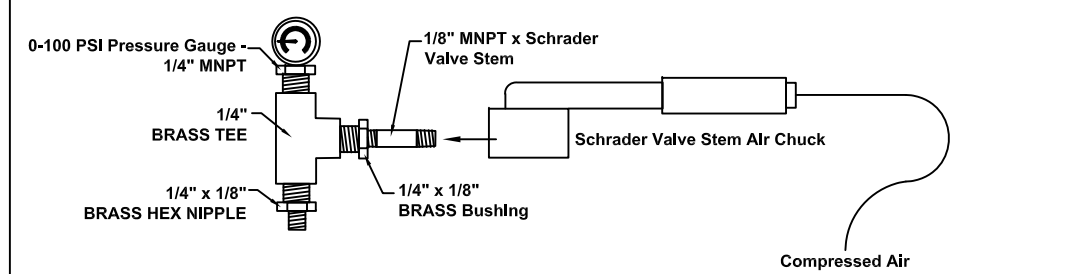 0-100 PSI Pressure Gauge -
1/4" MNPT
1/8" MNPT x Schrader
Valve Stem
1/4"
BRASS TEE
Schrader Valve Stem Air Chuck
1/4" x 1/8"
BRASS HEX NIPPLE
1/4" x 1/8"
BRASS Bushing
Compressed Air